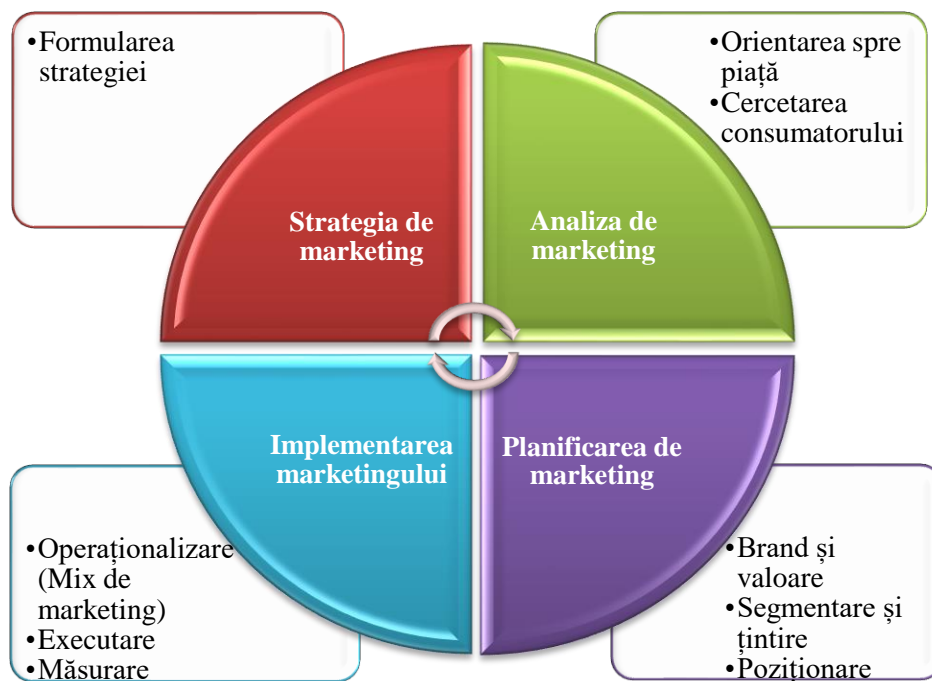 •Formularea
strategiei
•Orientarea spre
piață
•Cercetarea
consumatorului
Strategia de
marketing
Analiza de
marketing
Implementarea
marketingului
Planificarea de
marketing
•Operaționalizare
(Mix de
marketing)
•Executare
•Măsurare
•Brand și
valoare
•Segmentare și
țintire
•Poziționare